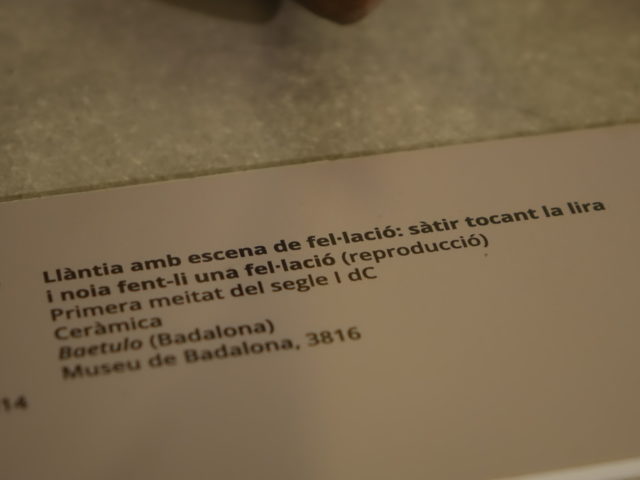 Llàntia amb escena de fel·lació: sàtir tocant la lira
i noia fent-li una fel·lació (reproducció)
Primera meitat del segle I dC
Ceràmica
Baetulo (Badalona)
Museu de Badalona, 3816
14